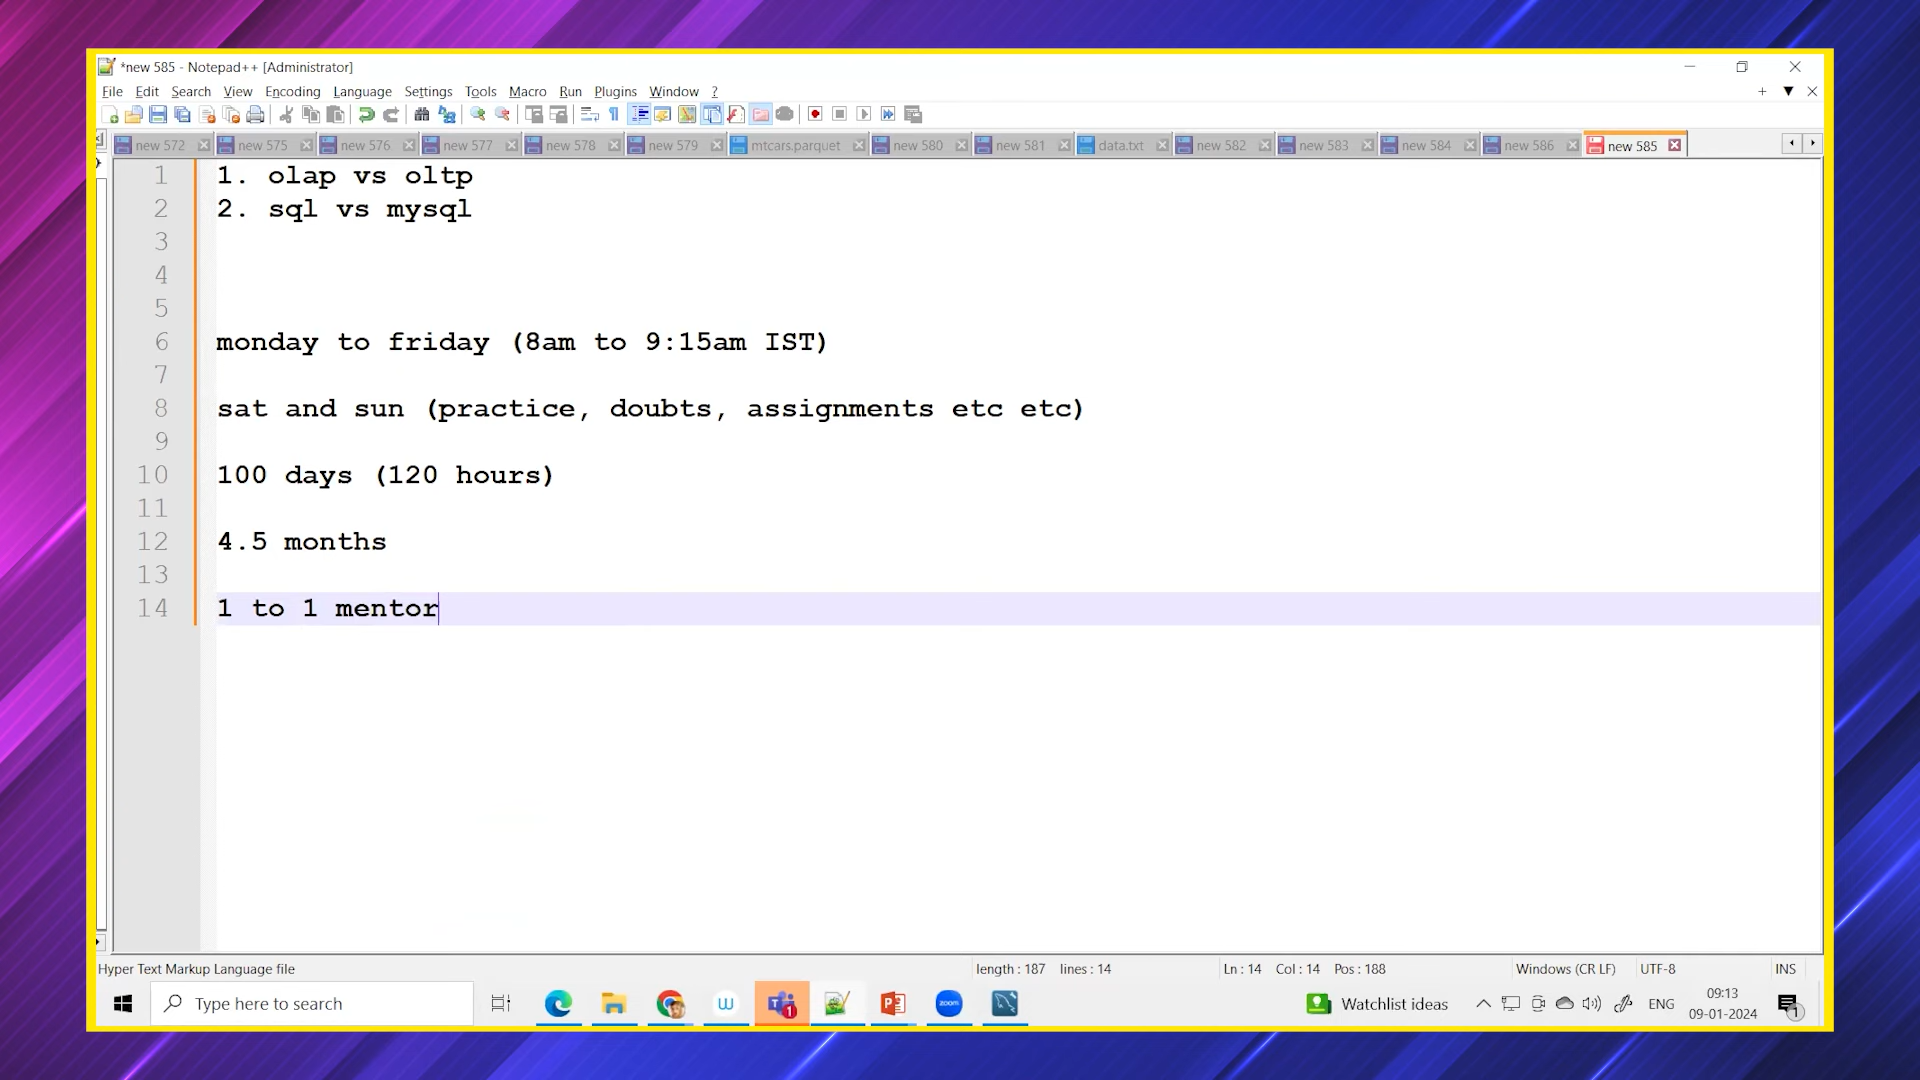 *new 585 - Notepad++ [Administrator]
File Edit Search View Encoding Language Settings Tools Macro Run Plugins Window ?
new 572 new 575 new 576 new 577 new 578 new 579 mtcars.parquet new 580 new 581 data.txt new 582 new 583 new 584 new 586 new 585
1 1. olap vs oltp
2 2. sql vs mysql
3
4
5
6 monday to friday (8am to 9:15am IST)
7
8 sat and sun (practice, doubts, assignments etc etc)
9
10 100 days (120 hours)
11
12 4.5 months
13
14 1 to 1 mentor
Hyper Text Markup Language file length : 187 lines : 14 Ln : 14 Col : 14 Pos : 188 Windows (CR LF) UTF-8 INS
Type here to search W 1 zoom Watchlist ideas ENG 09:13
09-01-2024 1